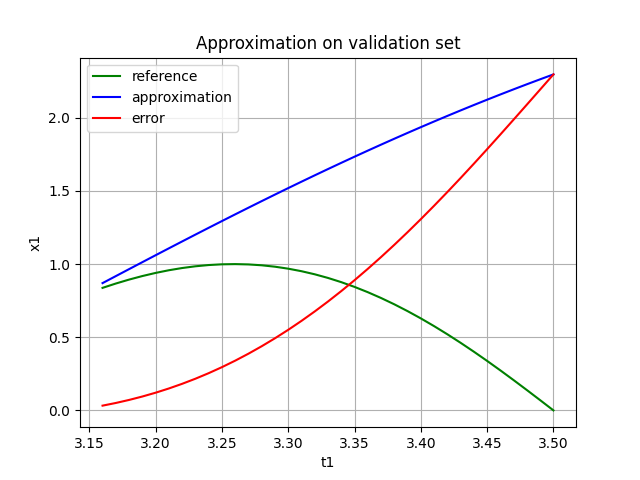 Approximation on validation set
reference
approximation
error
x1
2.0
1.5
1.0
0.5
0.0
3.15 3.20 3.25 3.30 3.35 3.40 3.45 3.50
t1